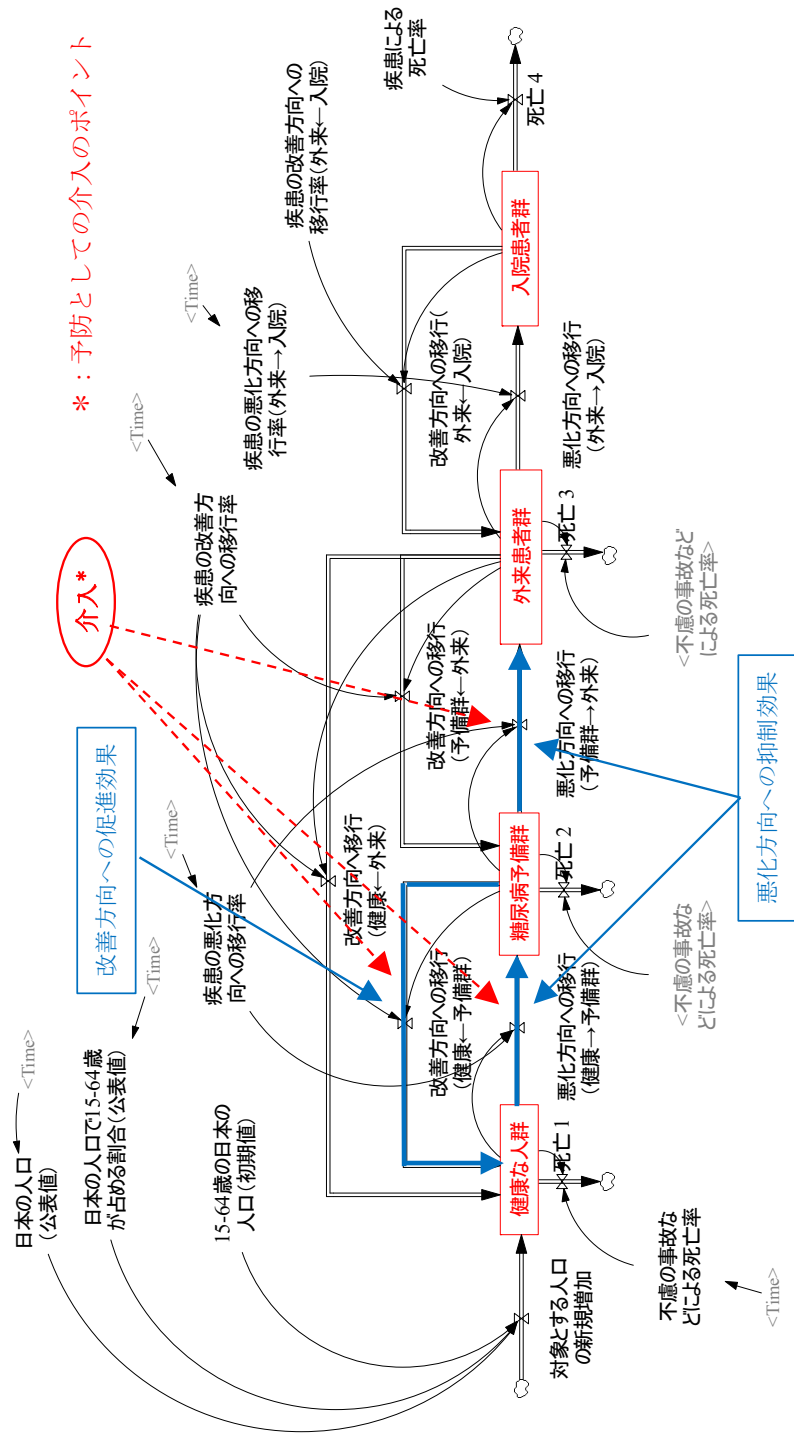 *：予防としての介入のポイント
介入*
改善方向への促進効果
悪化方向への抑制効果
日本の人口
(公表値)
<Time>
日本の人口で15-64歳
が占める割合(公表値)
<Time>
15-64歳の日本の
人口(初期値)
対象とする人口
の新規増加
健康な人群
死亡 1
不慮の事故な
どによる死亡率
<Time>
疾患の悪化方
向への移行率
<Time>
改善方向へ移行
(健康←外来)
改善方向への移行
(健康←予備群)
悪化方向への移行
(健康→予備群)
糖尿病予備群
死亡 2
<不慮の事故な
どによる死亡率>
疾患の改善方
向への移行率
<Time>
改善方向への移行
(予備群←外来)
悪化方向への移行
(予備群→外来)
外来患者群
死亡 3
<不慮の事故など
による死亡率>
疾患の悪化方向への移
行率(外来→入院)
<Time>
疾患の改善方向への
移行率(外来←入院)
改善方向への移行(
外来←入院)
悪化方向への移行
(外来→入院)
入院患者群
疾患による
死亡率
死亡 4